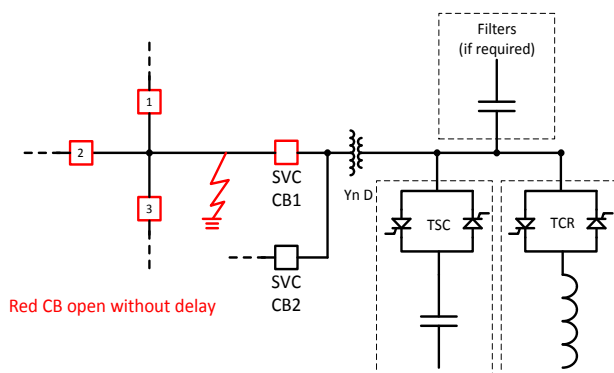 Filters
(if required)
1
2
3
SVC
CB1
Yn D
TSC
TCR
SVC
CB2
Red CB open without delay